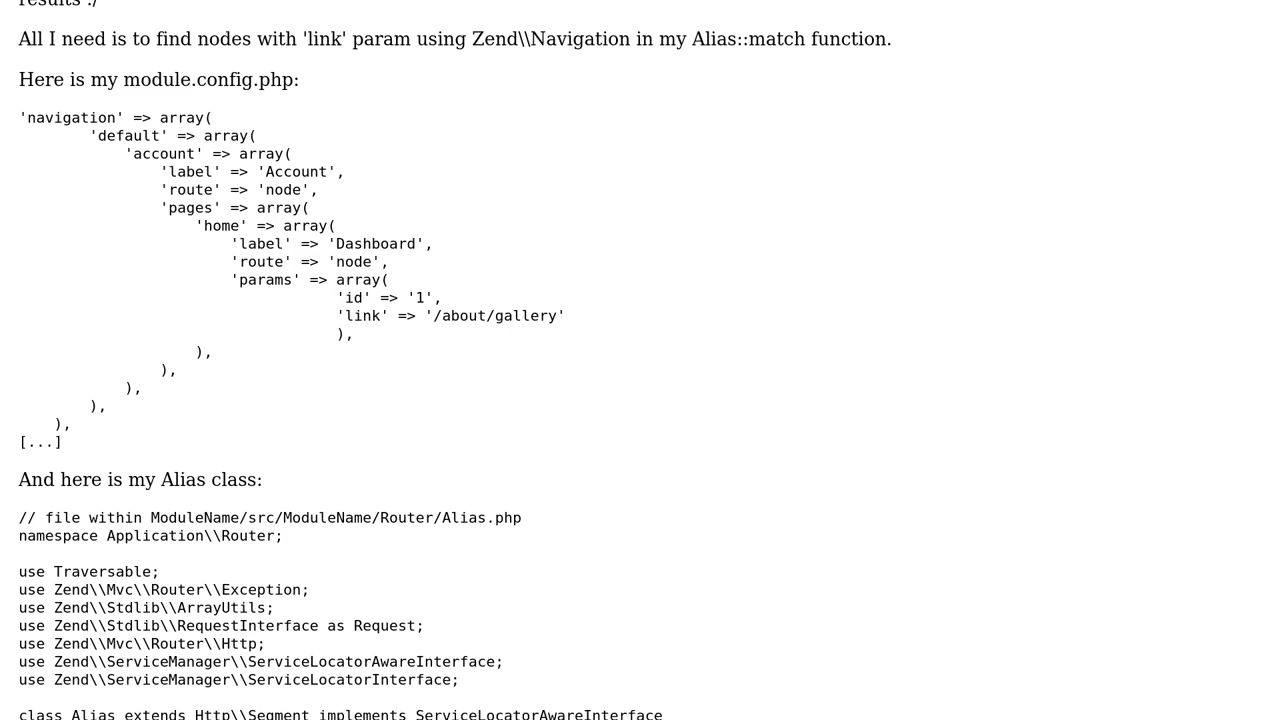 results :/
All I need is to find nodes with 'link' param using Zend\\Navigation in my Alias::match function.
Here is my module.config.php:
'navigation' => array(
        'default' => array(
            'account' => array(
                'label' => 'Account',
                'route' => 'node',
                'pages' => array(
                    'home' => array(
                        'label' => 'Dashboard',
                        'route' => 'node',
                        'params' => array(
                                    'id' => '1',
                                    'link' => '/about/gallery'
                                    ),
                    ),
                ),
            ),
        ),
    ),
[...]
And here is my Alias class:
// file within ModuleName/src/ModuleName/Router/Alias.php
namespace Application\\Router;
use Traversable;
use Zend\\Mvc\\Router\\Exception;
use Zend\\Stdlib\\ArrayUtils;
use Zend\\Stdlib\\RequestInterface as Request;
use Zend\\Mvc\\Router\\Http;
use Zend\\ServiceManager\\ServiceLocatorAwareInterface;
use Zend\\ServiceManager\\ServiceLocatorInterface;
class Alias extends Http\\Segment implements ServiceLocatorAwareInterface